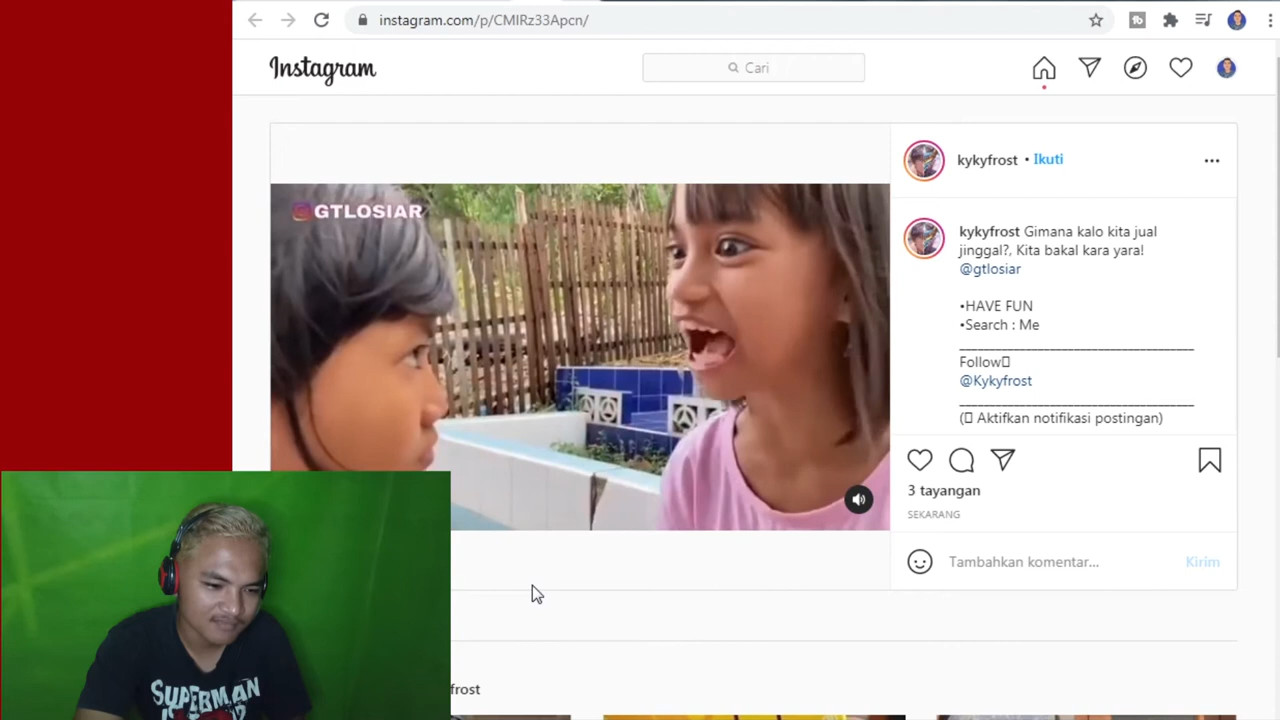 instagram.com/p/CMIRz33Apcn/
Instagram
Cari
GTLOSIAR
kykyfrost • Ikuti
kykyfrost Gimana kalo kita jual
jinggal?, Kita bakal kara yara!
@gtlosiar
•HAVE FUN
•Search : Me
Follow
@Kykyfrost
( Aktifkan notifikasi postingan)
3 tayangan
SEKARANG
Tambahkan komentar...
Kirim
SUPERMAN
frost